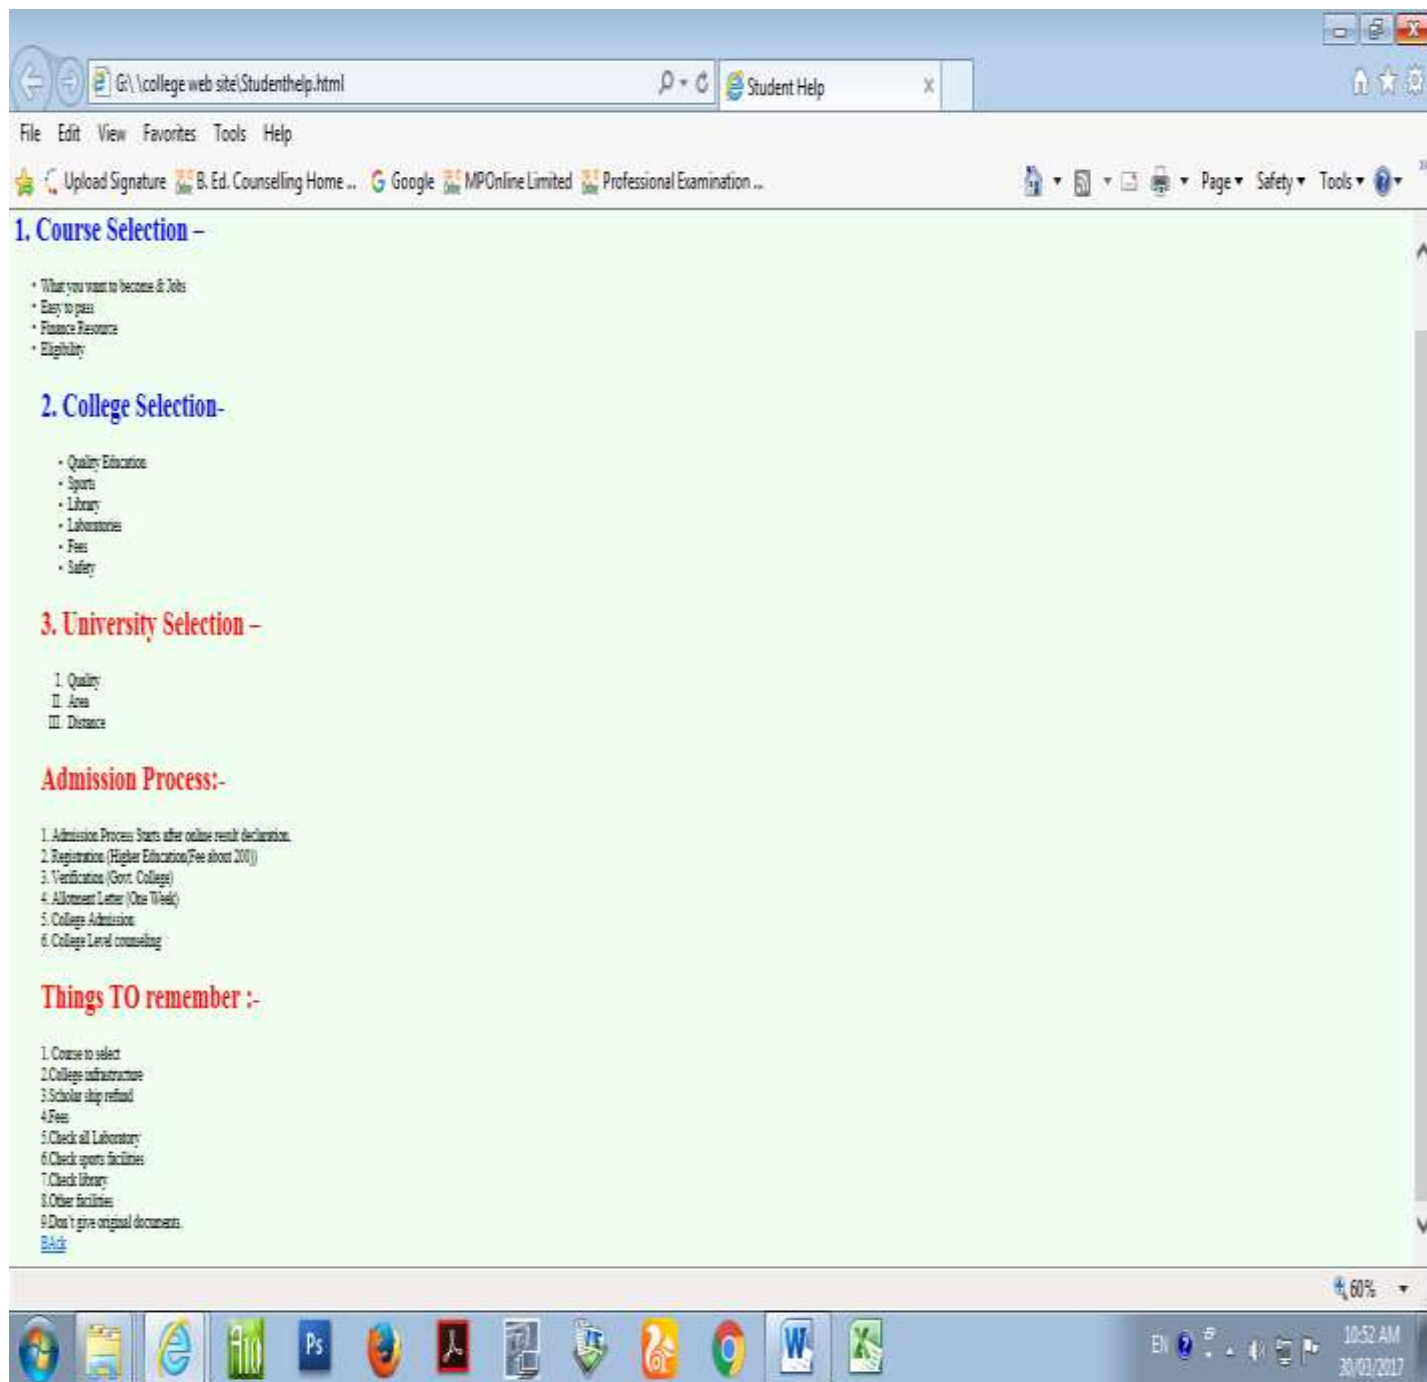 G:\ \college web site\Studenthelp.html
Student Help
File Edit View Favorites Tools Help
Upload Signature B. Ed. Counselling Home ... Google MPOnline Limited Professional Examination ... Page Safety Tools
1. Course Selection –
• What you want to become & Jobs
• Easy to pass
• Finance Resource
• Eligibility
2. College Selection-
• Quality Education
• Sports
• Library
• Laboratories
• Fees
• Safety
3. University Selection –
I. Quality
II. Area
III. Distance
Admission Process:-
1. Admission Process Starts after online result declaration.
2. Registration (Higher Education(Fee about 200))
3. Verification (Govt. College)
4. Allotment Letter (One Week)
5. College Admission
6. College Level counseling
Things TO remember :-
1. Course to select
2.College infrastructure
3.Scholar ship refund
4.Fees.
5.Check all Laboratory
6.Check sports facilities
7.Check library
8.Other facilities
9.Don't give original documents.
BAck
60%
Ps W X
EN 10:52 AM
30/03/2017